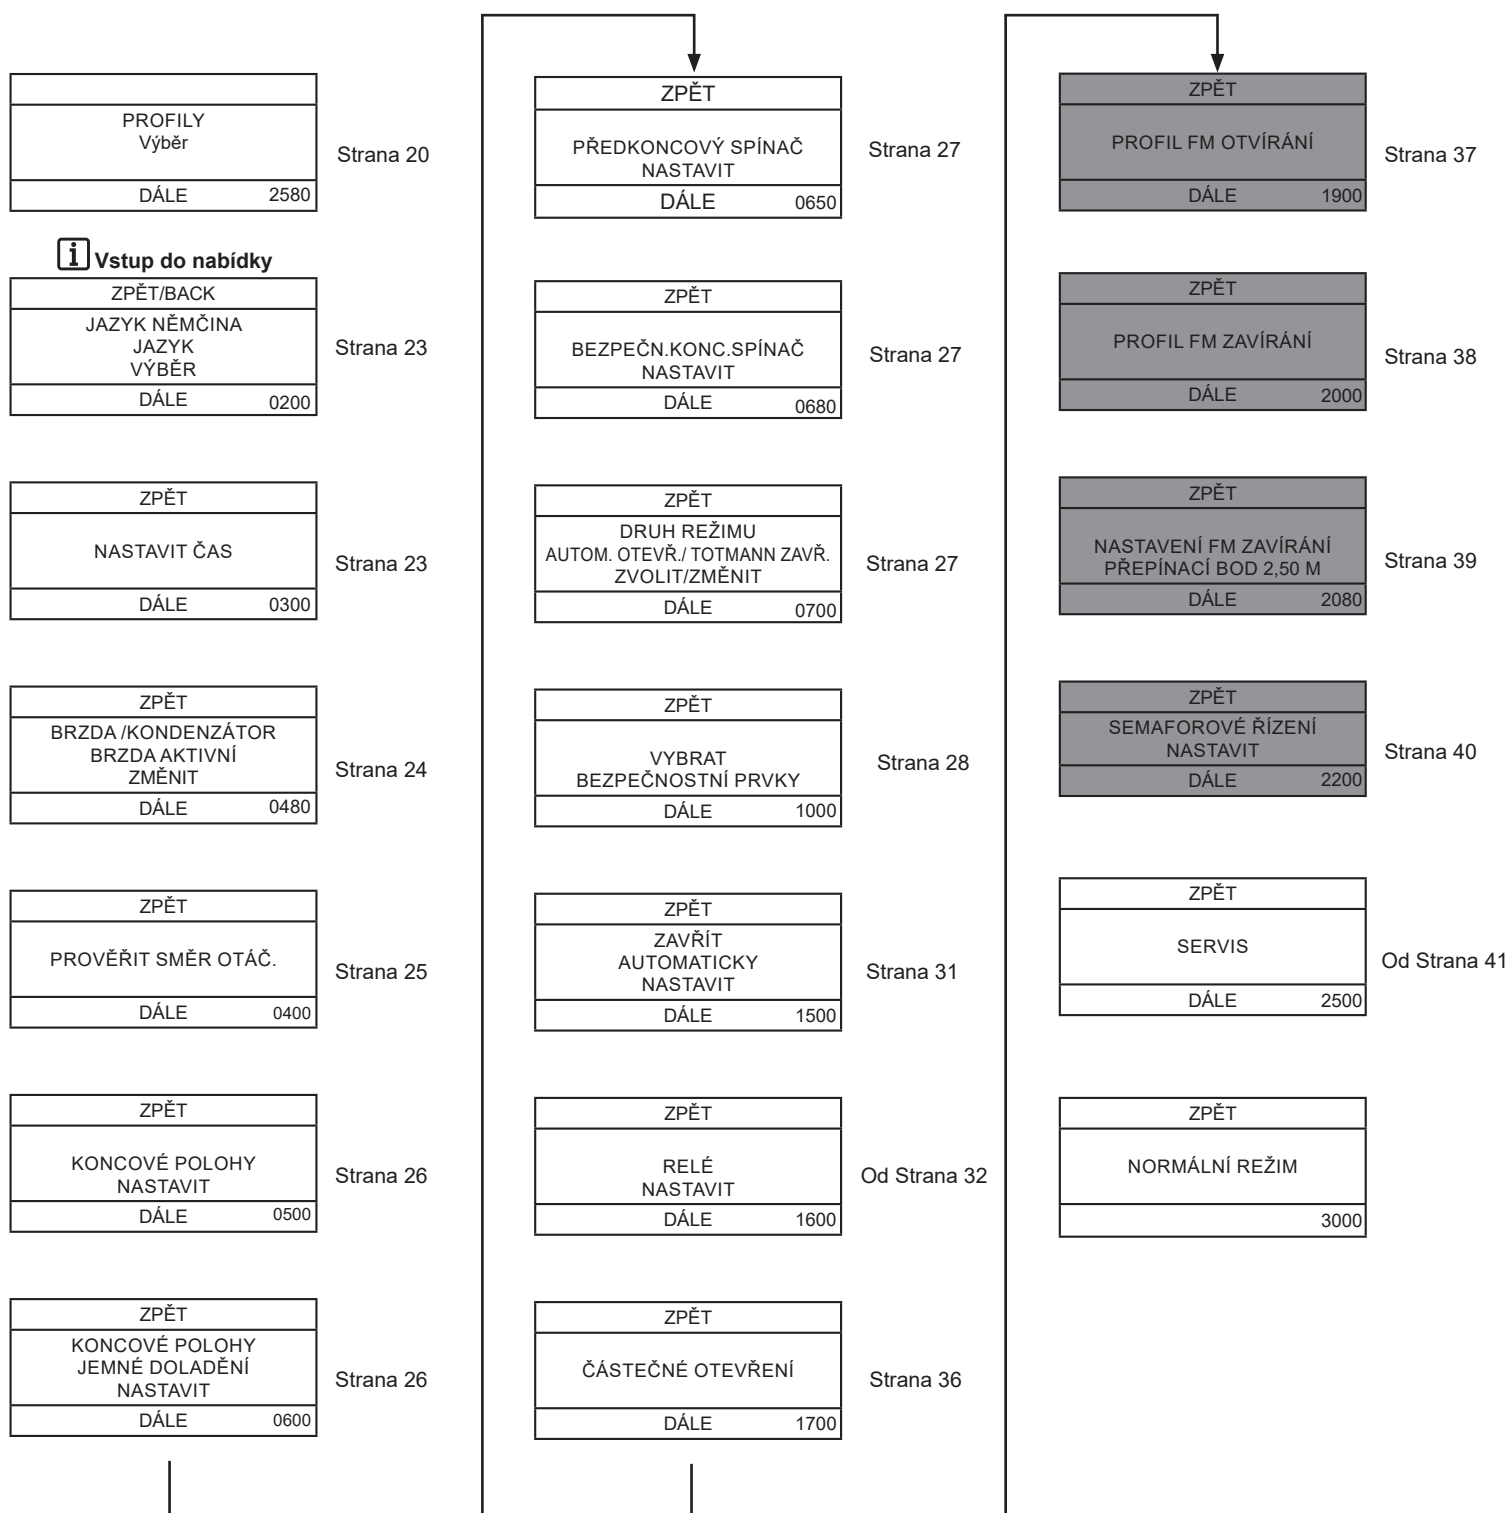 PROFILY
Výběr
DÁLE 2580
Strana 20
i Vstup do nabídky
ZPĚT/BACK
JAZYK NĚMČINA
JAZYK
VÝBĚR
DÁLE 0200
Strana 23
ZPĚT
NASTAVIT ČAS
DÁLE 0300
Strana 23
ZPĚT
BRZDA /KONDENZÁTOR
BRZDA AKTIVNÍ
ZMĚNIT
DÁLE 0480
Strana 24
ZPĚT
PROVĚŘIT SMĚR OTÁČ.
DÁLE 0400
Strana 25
ZPĚT
KONCOVÉ POLOHY
NASTAVIT
DÁLE 0500
Strana 26
ZPĚT
KONCOVÉ POLOHY
JEMNÉ DOLADĚNÍ
NASTAVIT
DÁLE 0600
Strana 26
ZPĚT
PŘEDKONCOVÝ SPÍNAČ
NASTAVIT
DÁLE 0650
Strana 27
ZPĚT
BEZPEČN.KONC.SPÍNAČ
NASTAVIT
DÁLE 0680
Strana 27
ZPĚT
DRUH REŽIMU
AUTOM. OTEVŘ./ TOTMANN ZAVŘ.
ZVOLIT/ZMĚNIT
DÁLE 0700
Strana 27
ZPĚT
VYBRAT
BEZPEČNOSTNÍ PRVKY
DÁLE 1000
Strana 28
ZPĚT
ZAVŘÍT
AUTOMATICKY
NASTAVIT
DÁLE 1500
Strana 31
ZPĚT
RELÉ
NASTAVIT
DÁLE 1600
Od Strana 32
ZPĚT
ČÁSTEČNÉ OTEVŘENÍ
DÁLE 1700
Strana 36
ZPĚT
PROFIL FM OTVÍRÁNÍ
DÁLE 1900
Strana 37
ZPĚT
PROFIL FM ZAVÍRÁNÍ
DÁLE 2000
Strana 38
ZPĚT
NASTAVENÍ FM ZAVÍRÁNÍ
PŘEPÍNACÍ BOD 2,50 M
DÁLE 2080
Strana 39
ZPĚT
SEMAFOROVÉ ŘÍZENÍ
NASTAVIT
DÁLE 2200
Strana 40
ZPĚT
SERVIS
DÁLE 2500
Od Strana 41
ZPĚT
NORMÁLNÍ REŽIM
3000